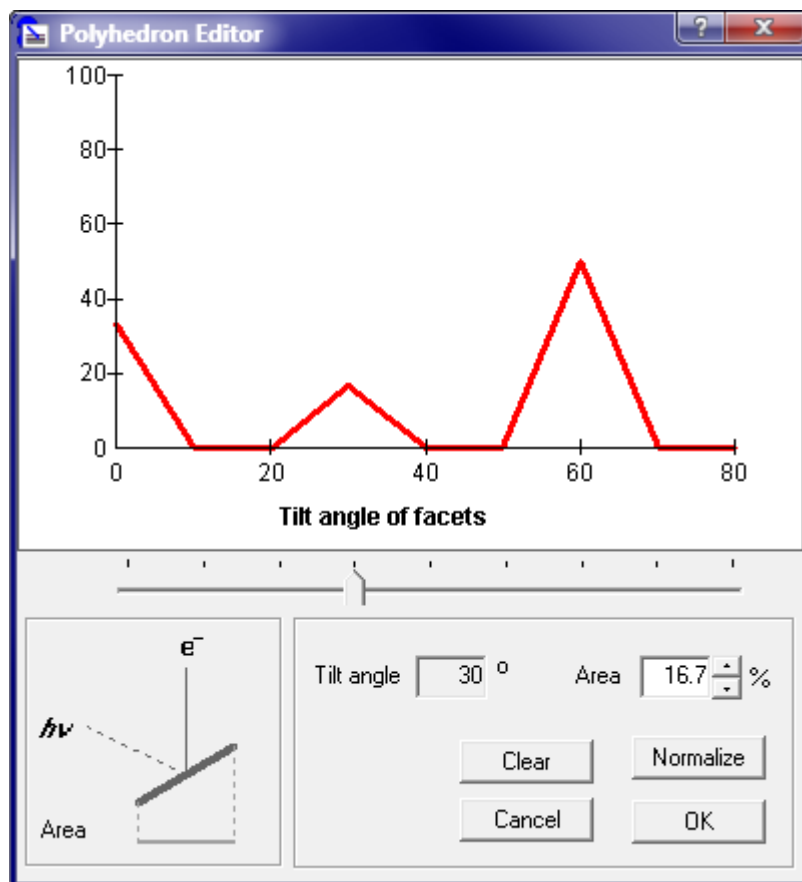 Polyhedron Editor
?
x
100
80
60
40
20
0
0 20 40 60 80
Tilt angle of facets
e⁻
hν
Area
Tilt angle 30 o Area 16.7 %
Clear Normalize
Cancel OK